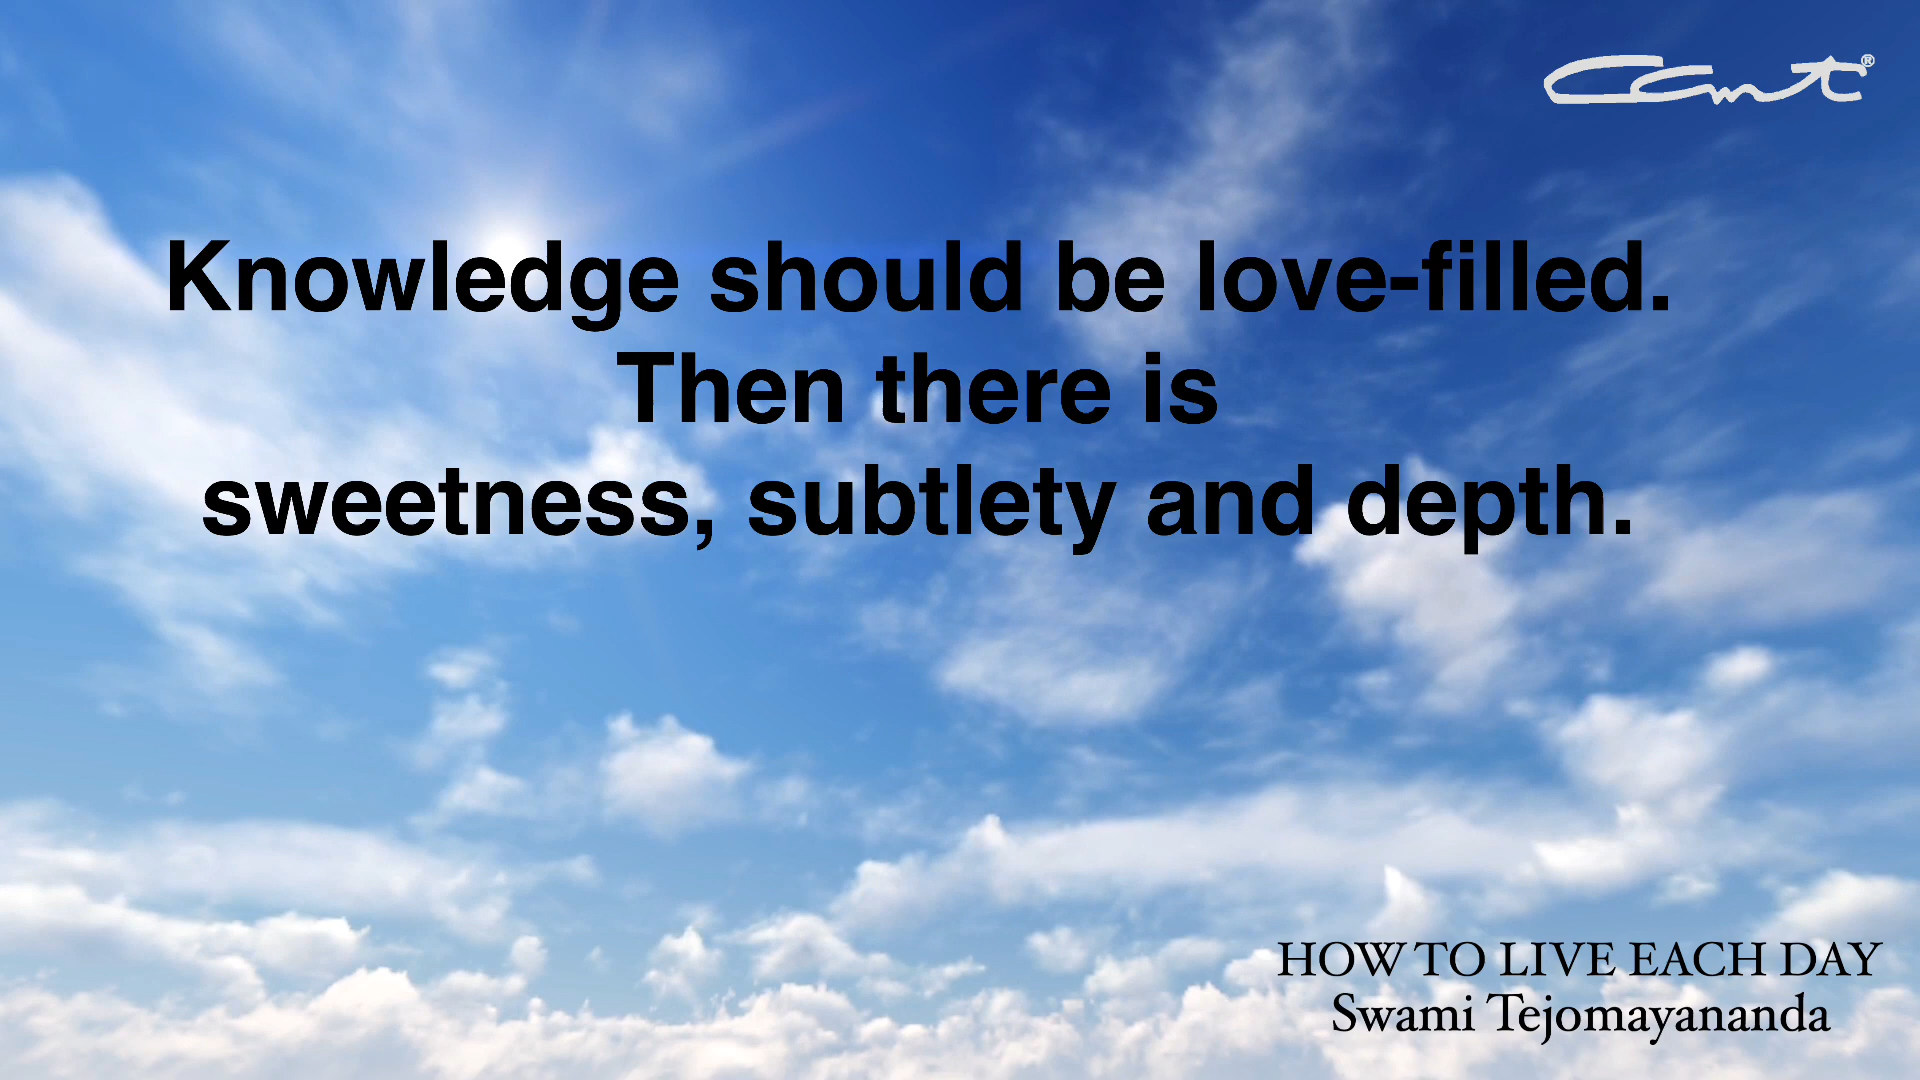 CCMT®
Knowledge should be love-filled.
Then there is
sweetness, subtlety and depth.
HOW TO LIVE EACH DAY
Swami Tejomayananda